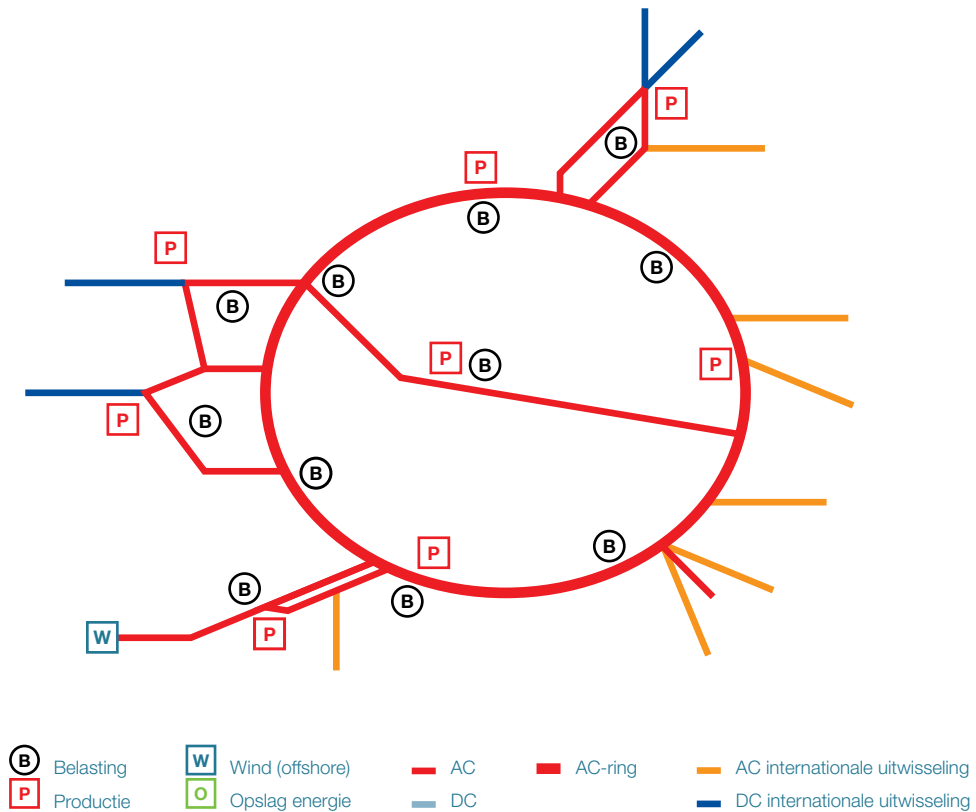 P
B
P
B
B
P
B
B
P
B
P
B
P
B
B
P
B
P
B
B
W
P
B Belasting
W Wind (offshore)
AC
AC-ring
AC internationale uitwisseling
P Productie
O Opslag energie
DC
DC internationale uitwisseling